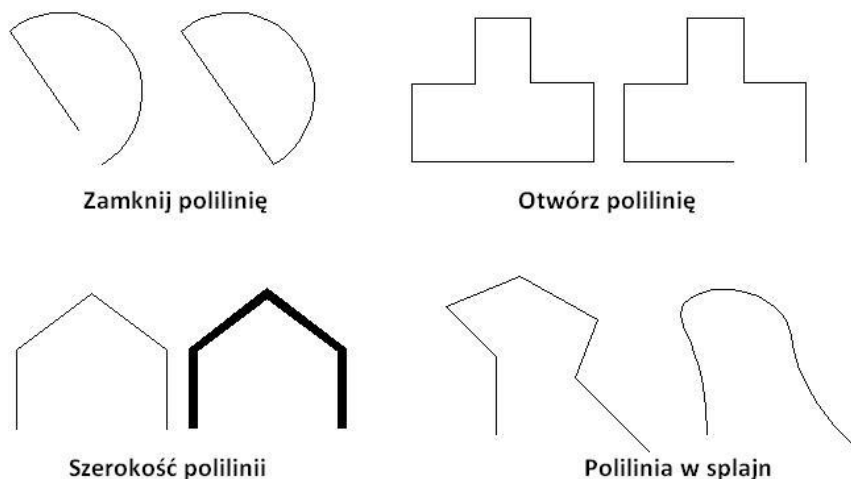 Zamknij polilinię
Otwórz polilinię
Szerokość polilinii
Polilinia w splajn